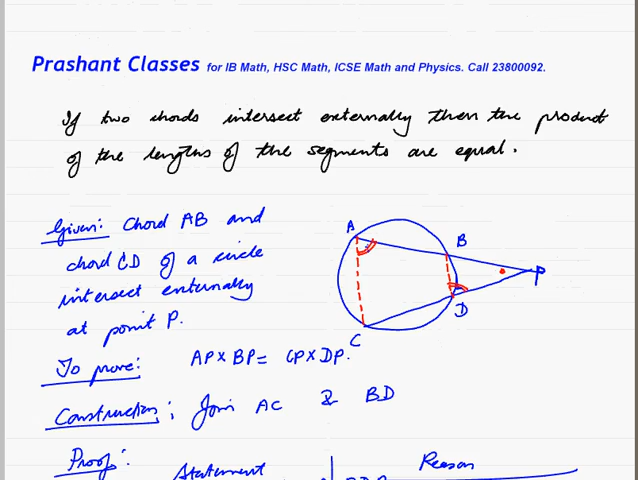 Prashant Classes for IB Math, HSC Math, ICSE Math and Physics. Call 23800092.
If two chords intersect externally then the product
of the lengths of the segments are equal.
Given: Chord AB and
chord CD of a circle
intersect externally
at point P.
A
B
P
D
C
To prove: AP×BP = CP×DP.
Construction: Join AC & BD
Proof:
Statement
Reason